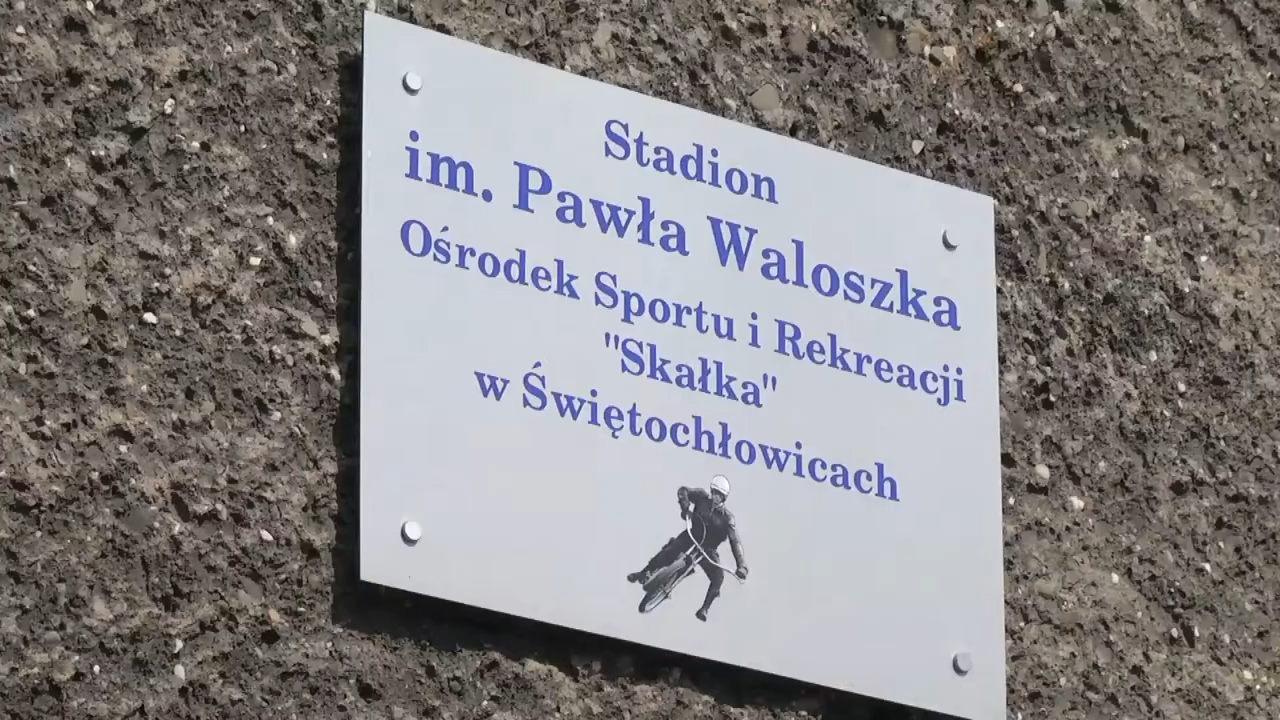 Stadion
im. Pawła Waloszka
Ośrodek Sportu i Rekreacji
"Skałka"
w Świętochłowicach